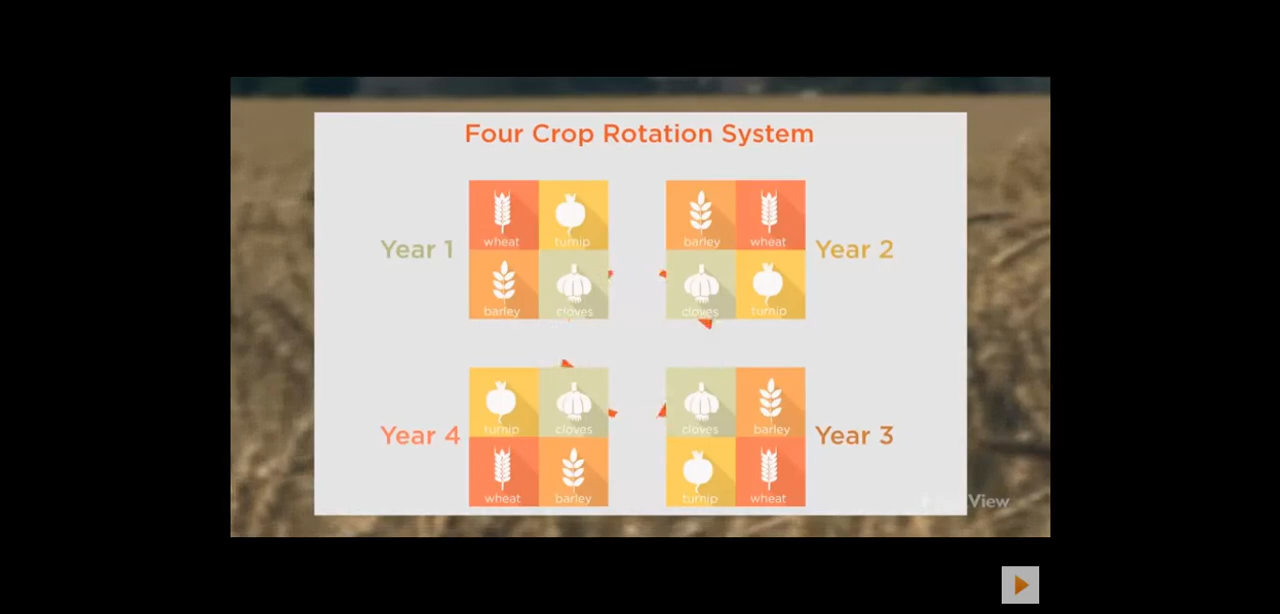 Four Crop Rotation System
Year 1
wheat
turnip
barley
cloves
barley
wheat
cloves
turnip
Year 2
Year 4
turnip
cloves
wheat
barley
cloves
barley
turnip
wheat
Year 3
View